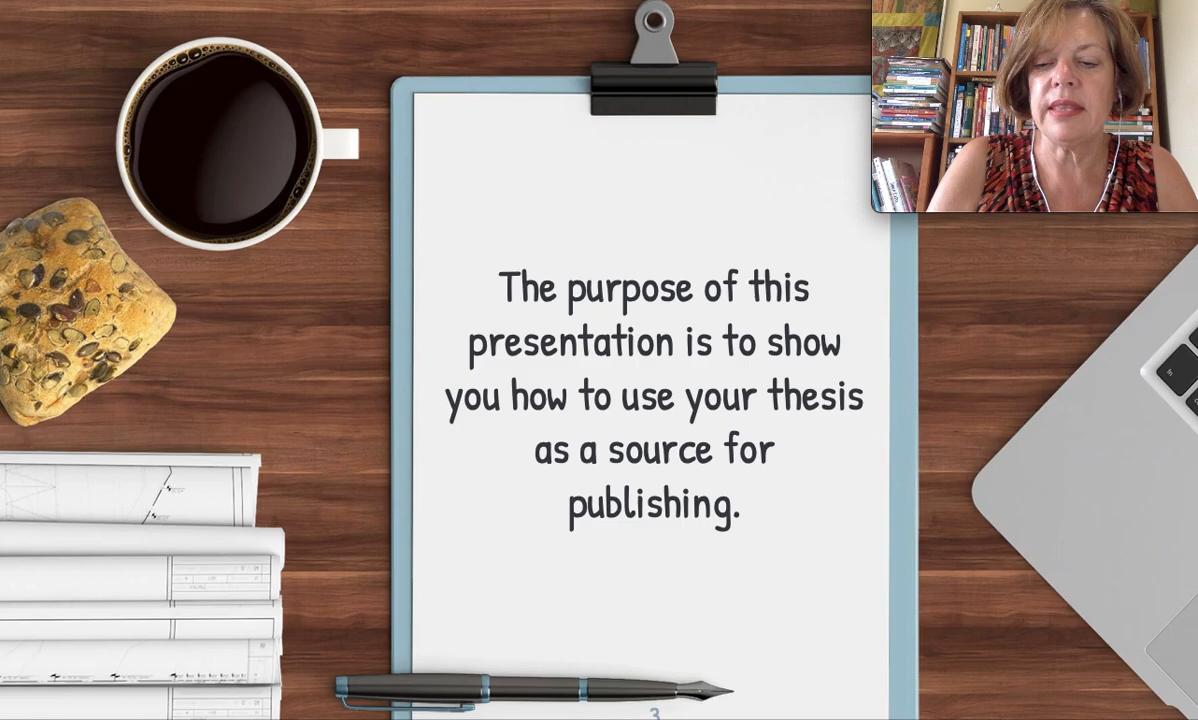 The purpose of this
presentation is to show
you how to use your thesis
as a source for
publishing.
3